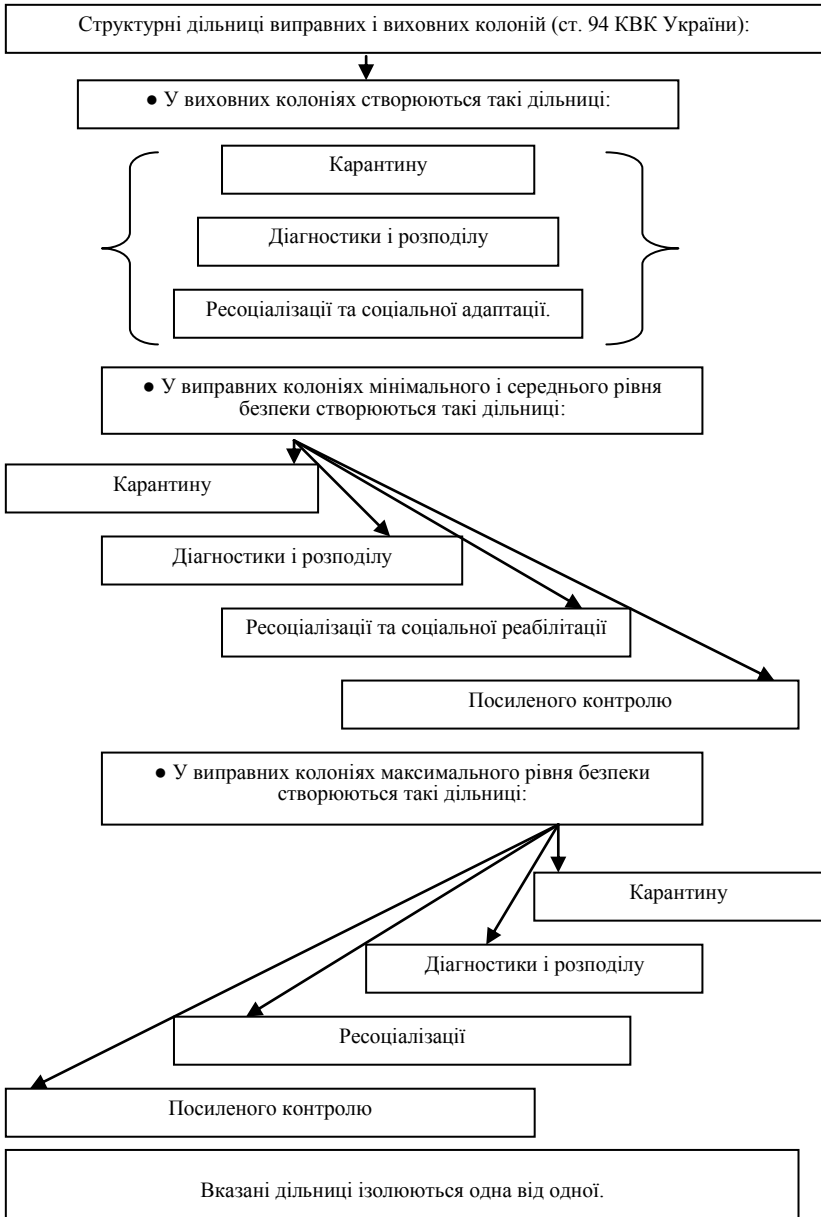 Структурні дільниці виправних і виховних колоній (ст. 94 КВК України):
● У виховних колоніях створюються такі дільниці:
Карантину
Діагностики і розподілу
Ресоціалізації та соціальної адаптації.
● У виправних колоніях мінімального і середнього рівня
безпеки створюються такі дільниці:
Карантину
Діагностики і розподілу
Ресоціалізації та соціальної реабілітації
Посиленого контролю
● У виправних колоніях максимального рівня безпеки
створюються такі дільниці:
Карантину
Діагностики і розподілу
Ресоціалізації
Посиленого контролю
Вказані дільниці ізолюються одна від одної.